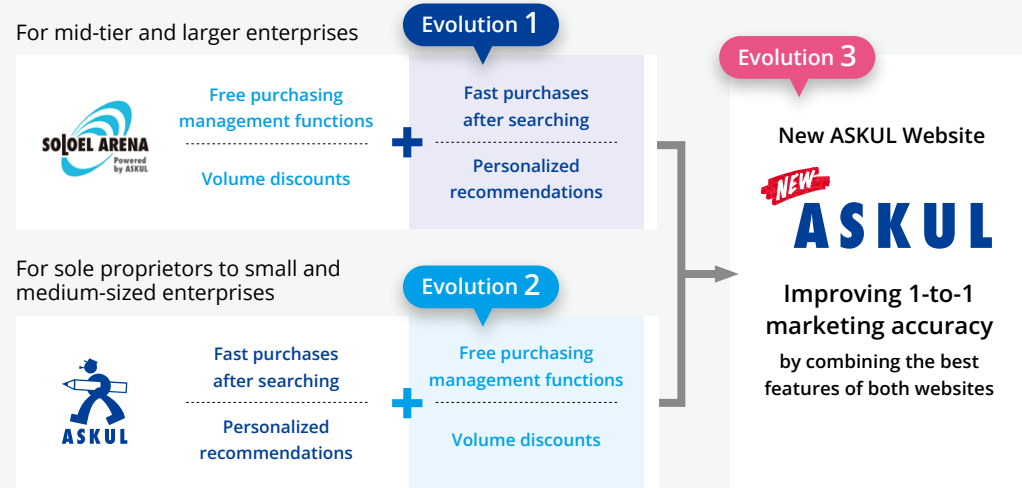 For mid-tier and larger enterprises
Evolution 1
SOLOEL ARENA
Powered
by ASKUL
Free purchasing
management functions
Volume discounts
+
Fast purchases
after searching
Personalized
recommendations
For sole proprietors to small and
medium-sized enterprises
Evolution 2
ASKUL
Fast purchases
after searching
Personalized
recommendations
+
Free purchasing
management functions
Volume discounts
Evolution 3
New ASKUL Website
NEW
ASKUL
Improving 1-to-1
marketing accuracy
by combining the best
features of both websites